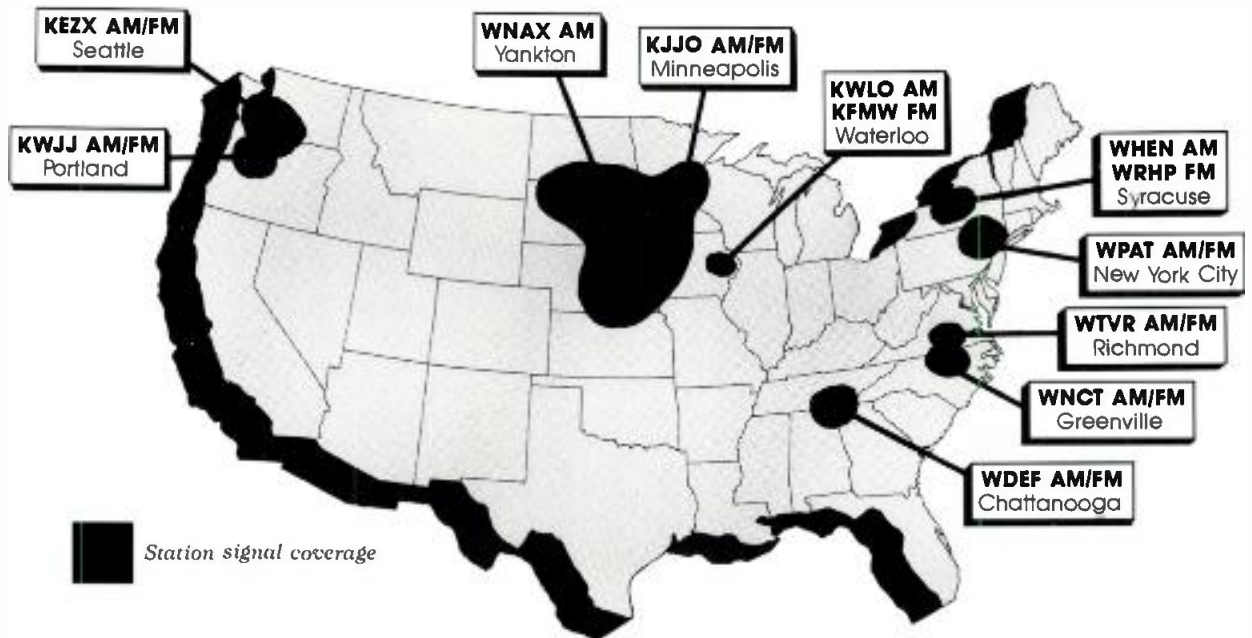 KEZX AM/FM
Seattle
WNAX AM
Yankton
KJJO AM/FM
Minneapolis
KWLO AM
KFMW FM
Waterloo
KWJJ AM/FM
Portland
WHEN AM
WRHP FM
Syracuse
WPAT AM/FM
New York City
WTVR AM/FM
Richmond
WNCT AM/FM
Greenville
WDEF AM/FM
Chattanooga
Station signal coverage